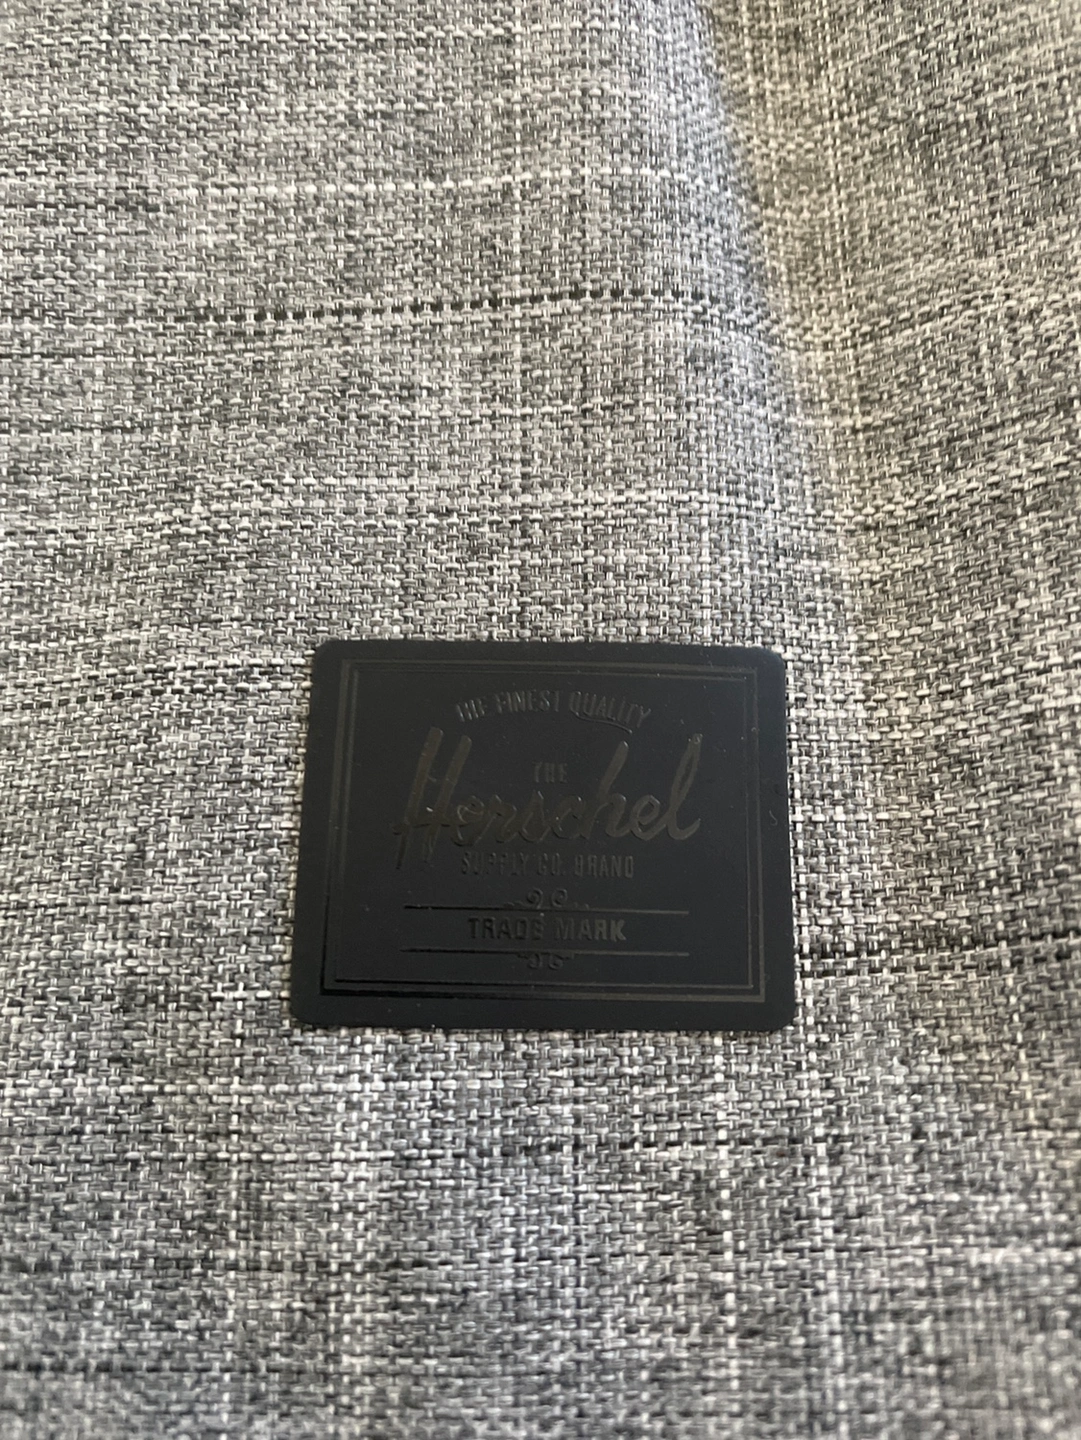 THE FINEST QUALITY
THE
Herschel
SUPPLY CO. BRAND
TRADE MARK